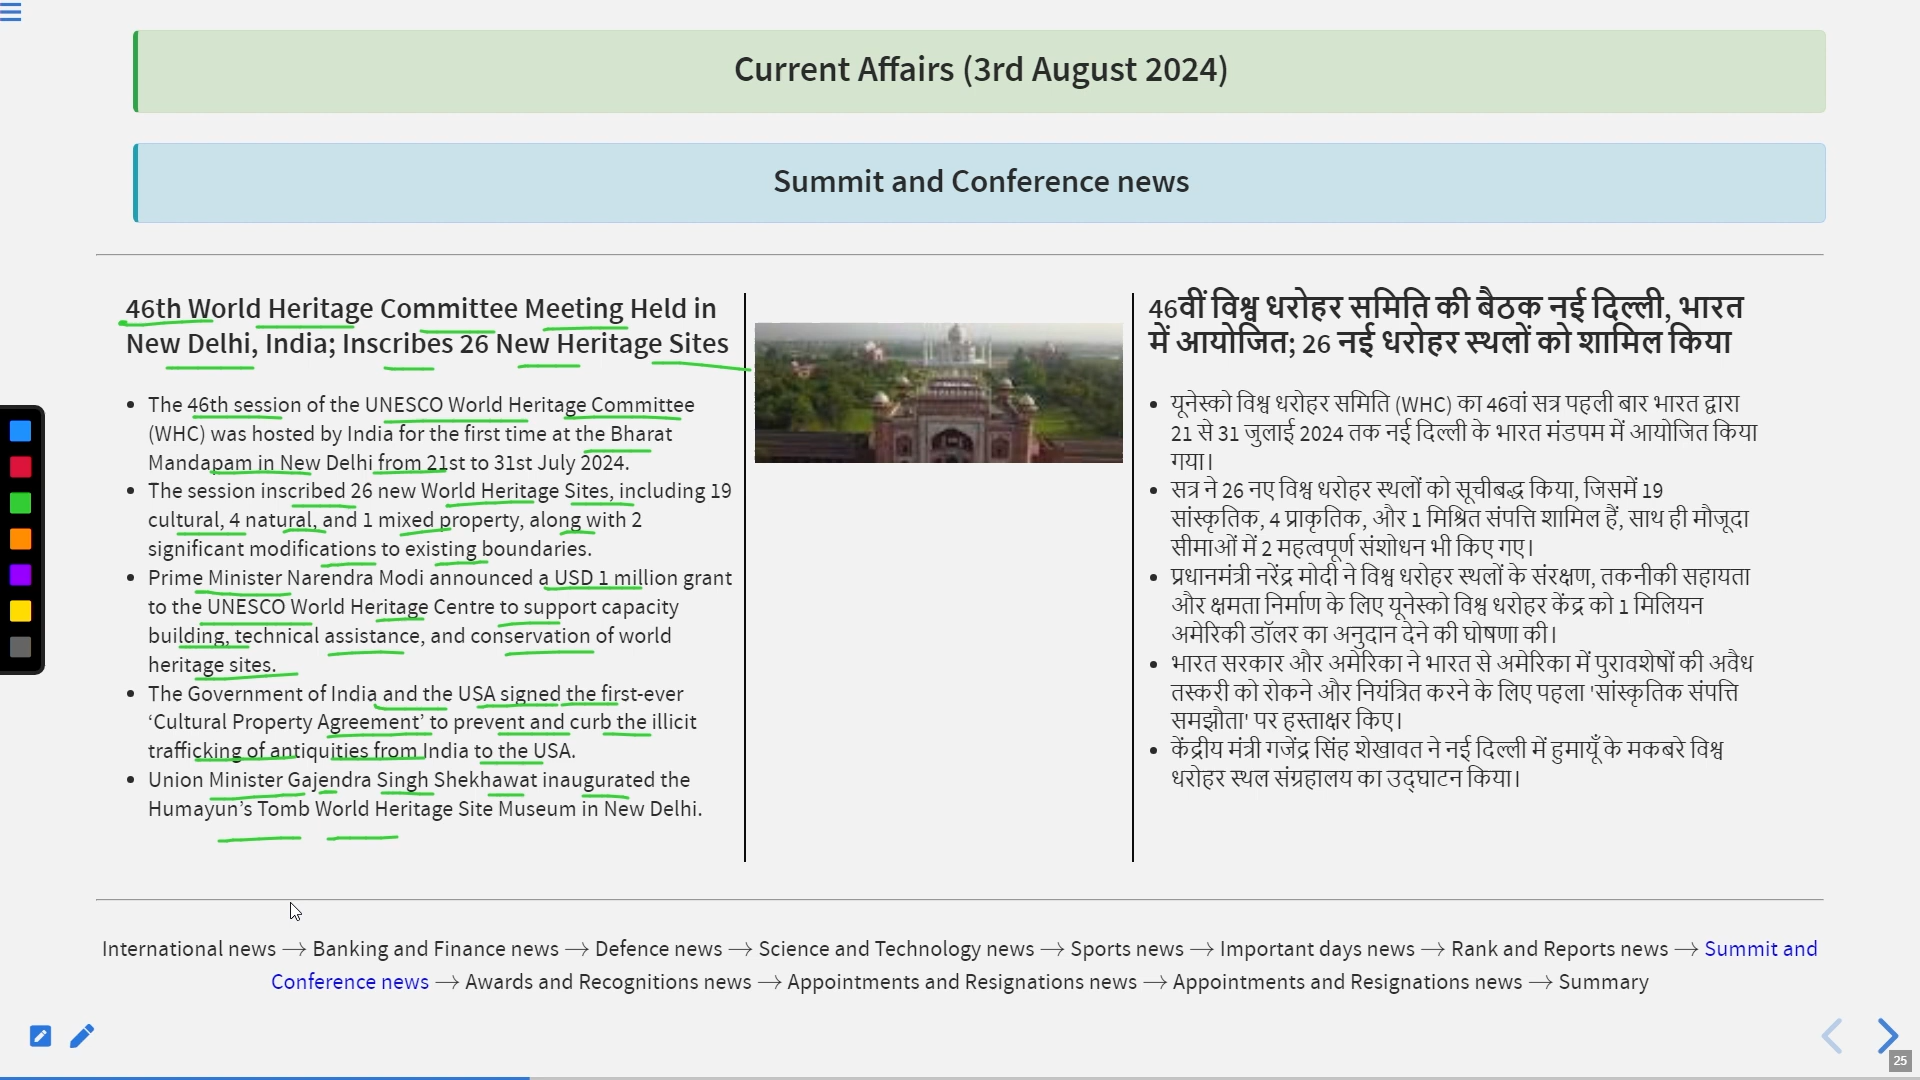 Current Affairs (3rd August 2024)
Summit and Conference news
46th World Heritage Committee Meeting Held in
New Delhi, India; Inscribes 26 New Heritage Sites
• The 46th session of the UNESCO World Heritage Committee
(WHC) was hosted by India for the first time at the Bharat
Mandapam in New Delhi from 21st to 31st July 2024.
• The session inscribed 26 new World Heritage Sites, including 19
cultural, 4 natural, and 1 mixed property, along with 2
significant modifications to existing boundaries.
• Prime Minister Narendra Modi announced a USD 1 million grant
to the UNESCO World Heritage Centre to support capacity
building, technical assistance, and conservation of world
heritage sites.
• The Government of India and the USA signed the first-ever
‘Cultural Property Agreement’ to prevent and curb the illicit
trafficking of antiquities from India to the USA.
• Union Minister Gajendra Singh Shekhawat inaugurated the
Humayun’s Tomb World Heritage Site Museum in New Delhi.
46वीं विश्व धरोहर समिति की बैठक नई दिल्ली, भारत
में आयोजित; 26 नई धरोहर स्थलों को शामिल किया
• यूनेस्को विश्व धरोहर समिति (WHC) का 46वां सत्र पहली बार भारत द्वारा
21 से 31 जुलाई 2024 तक नई दिल्ली के भारत मंडपम में आयोजित किया
गया।
• सत्र ने 26 नए विश्व धरोहर स्थलों को सूचीबद्ध किया, जिसमें 19
सांस्कृतिक, 4 प्राकृतिक, और 1 मिश्रित संपत्ति शामिल हैं, साथ ही मौजूदा
सीमाओं में 2 महत्वपूर्ण संशोधन भी किए गए।
• प्रधानमंत्री नरेंद्र मोदी ने विश्व धरोहर स्थलों के संरक्षण, तकनीकी सहायता
और क्षमता निर्माण के लिए यूनेस्को विश्व धरोहर केंद्र को 1 मिलियन
अमेरिकी डॉलर का अनुदान देने की घोषणा की।
• भारत सरकार और अमेरिका ने भारत से अमेरिका में पुरावशेषों की अवैध
तस्करी को रोकने और नियंत्रित करने के लिए पहला 'सांस्कृतिक संपत्ति
समझौता' पर हस्ताक्षर किए।
• केंद्रीय मंत्री गजेंद्र सिंह शेखावत ने नई दिल्ली में हुमायूँ के मकबरे विश्व
धरोहर स्थल संग्रहालय का उद्घाटन किया।
International news → Banking and Finance news → Defence news → Science and Technology news → Sports news → Important days news → Rank and Reports news → Summit and
Conference news → Awards and Recognitions news → Appointments and Resignations news → Appointments and Resignations news → Summary
25